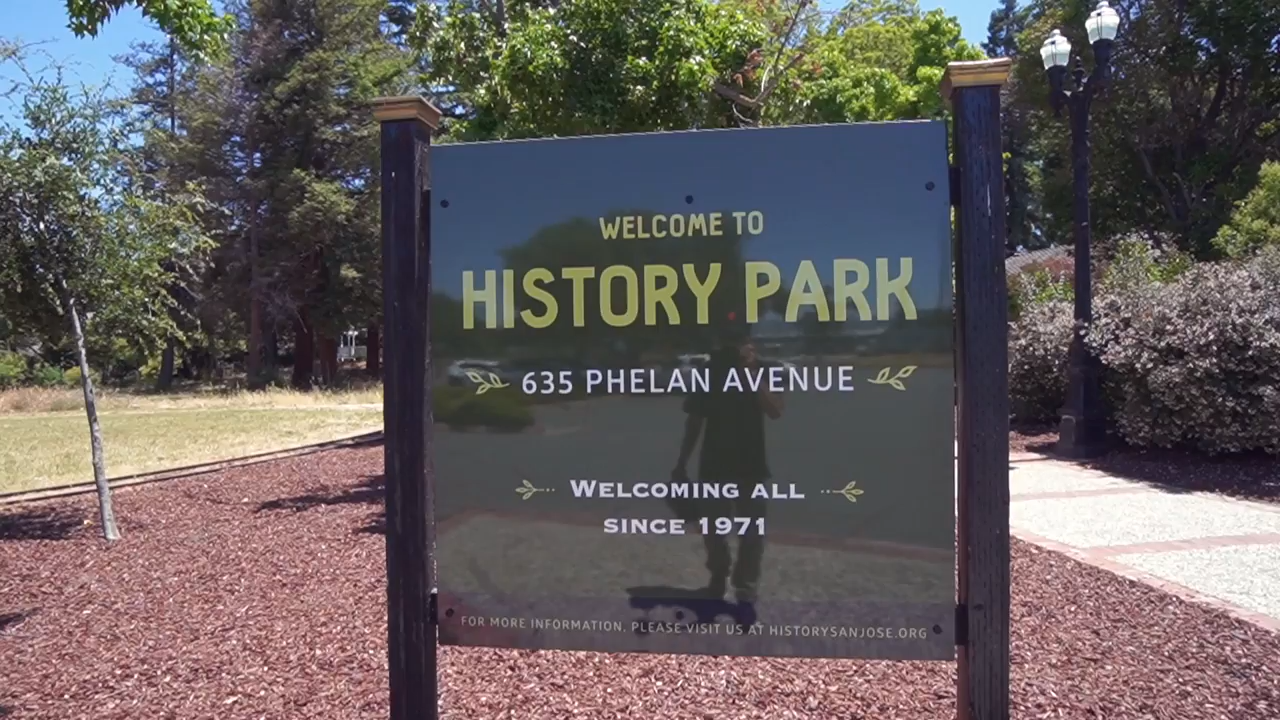 WELCOME TO
HISTORY PARK
635 PHELAN AVENUE
WELCOMING ALL
SINCE 1971
FOR MORE INFORMATION, PLEASE VISIT US AT HISTORYSANJOSE.ORG